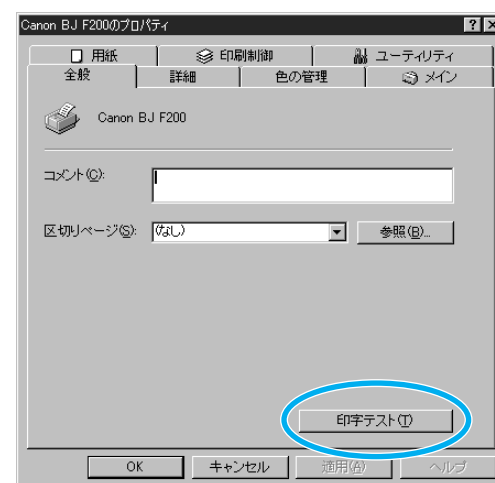 Canon BJ F200のプロパティ
用紙 印刷制御 ユーティリティ
全般 詳細 色の管理 メイン
Canon BJ F200
コメント(C):
区切りページ(S): (なし) 参照(B)...
印字テスト(T)
OK キャンセル 適用(A) ヘルプ